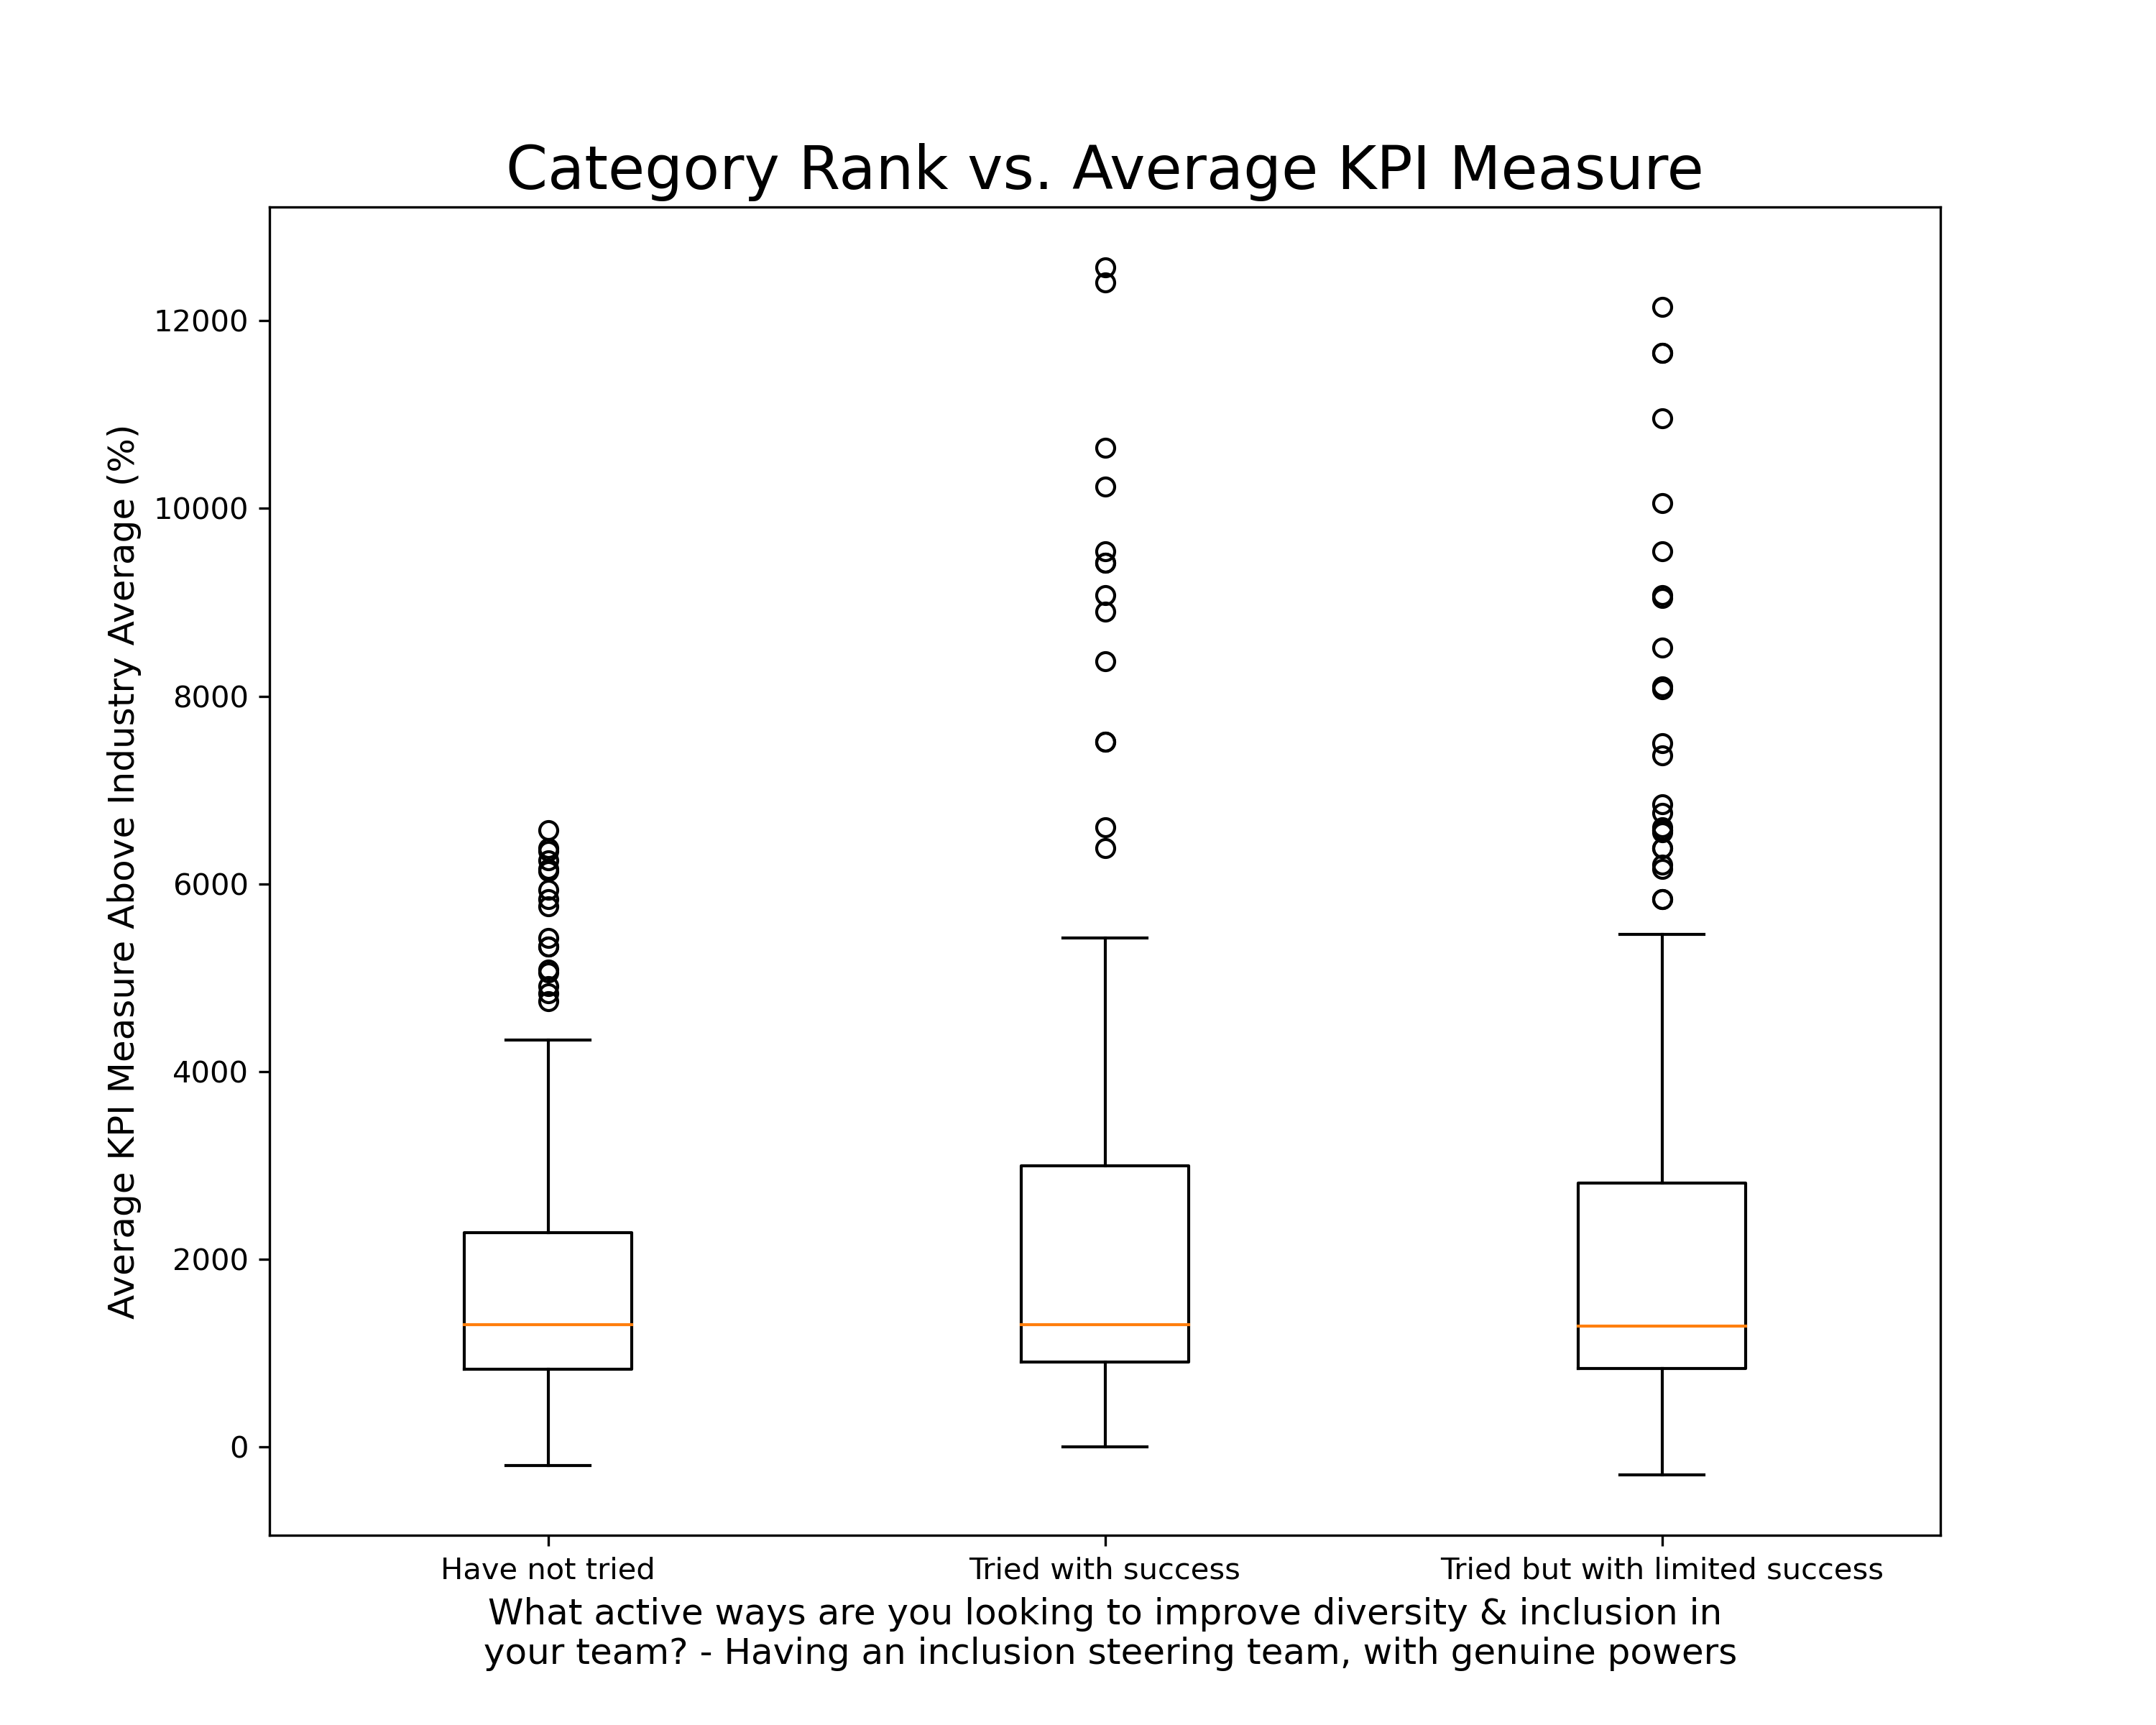 Category Rank vs. Average KPI Measure
Average KPI Measure Above Industry Average (%)
12000
10000
8000
6000
4000
2000
0
Have not tried
Tried with success
Tried but with limited success
What active ways are you looking to improve diversity & inclusion in
your team? - Having an inclusion steering team, with genuine powers